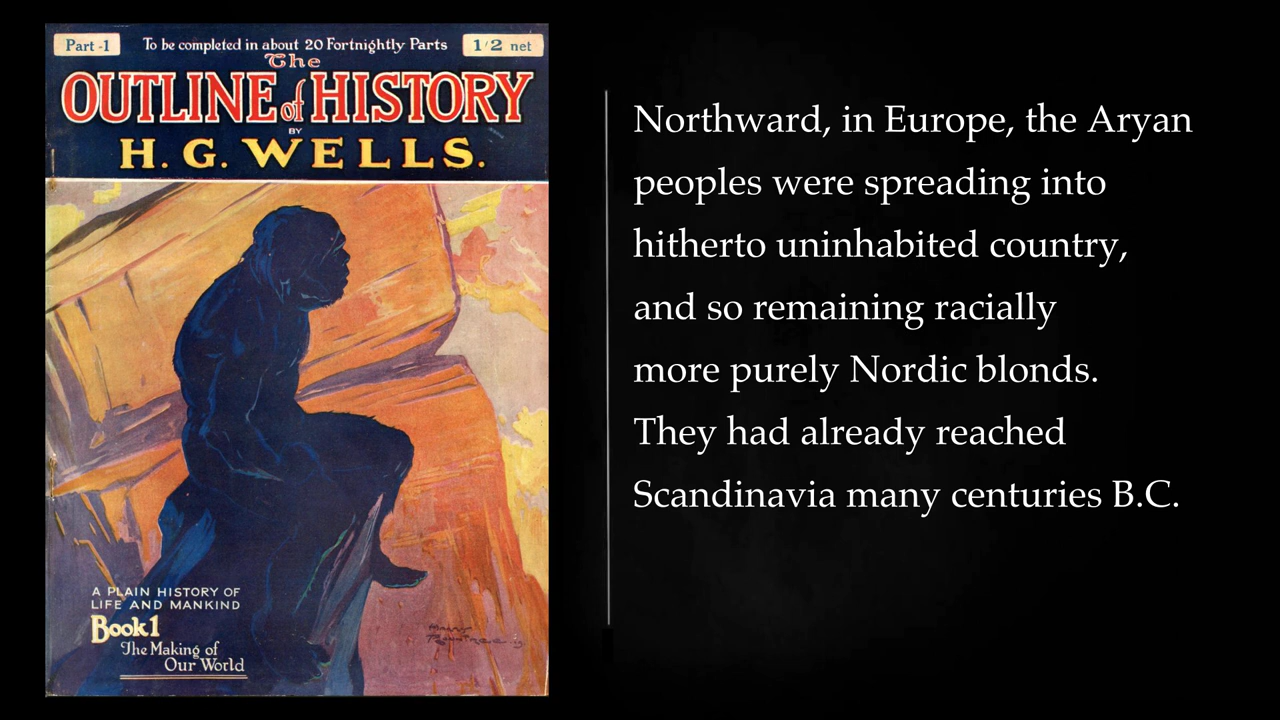 Part -1
To be completed in about 20 Fortnightly Parts
1/2 net
The
OUTLINE of HISTORY
BY
H. G. WELLS.
A PLAIN HISTORY OF
LIFE AND MANKIND
Book 1
The Making of
Our World
Northward, in Europe, the Aryan
peoples were spreading into
hitherto uninhabited country,
and so remaining racially
more purely Nordic blonds.
They had already reached
Scandinavia many centuries B.C.